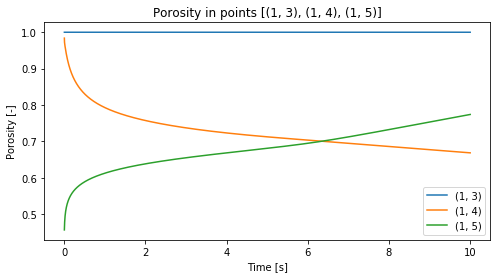 Porosity in points [(1, 3), (1, 4), (1, 5)]
Porosity [-]
1.0
0.9
0.8
0.7
0.6
0.5
0 2 4 6 8 10
Time [s]
(1, 3)
(1, 4)
(1, 5)